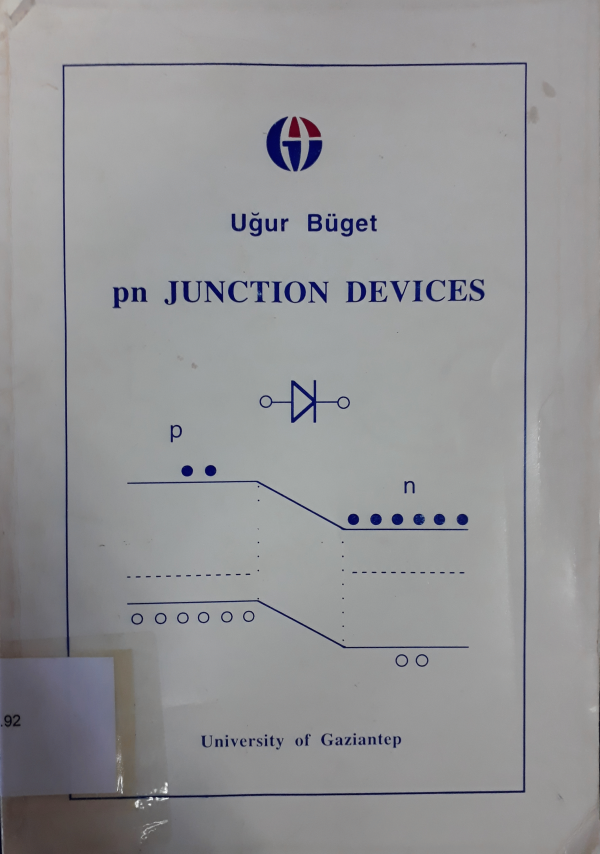 Uğur Büget
pn JUNCTION DEVICES
p
n
.92
University of Gaziantep